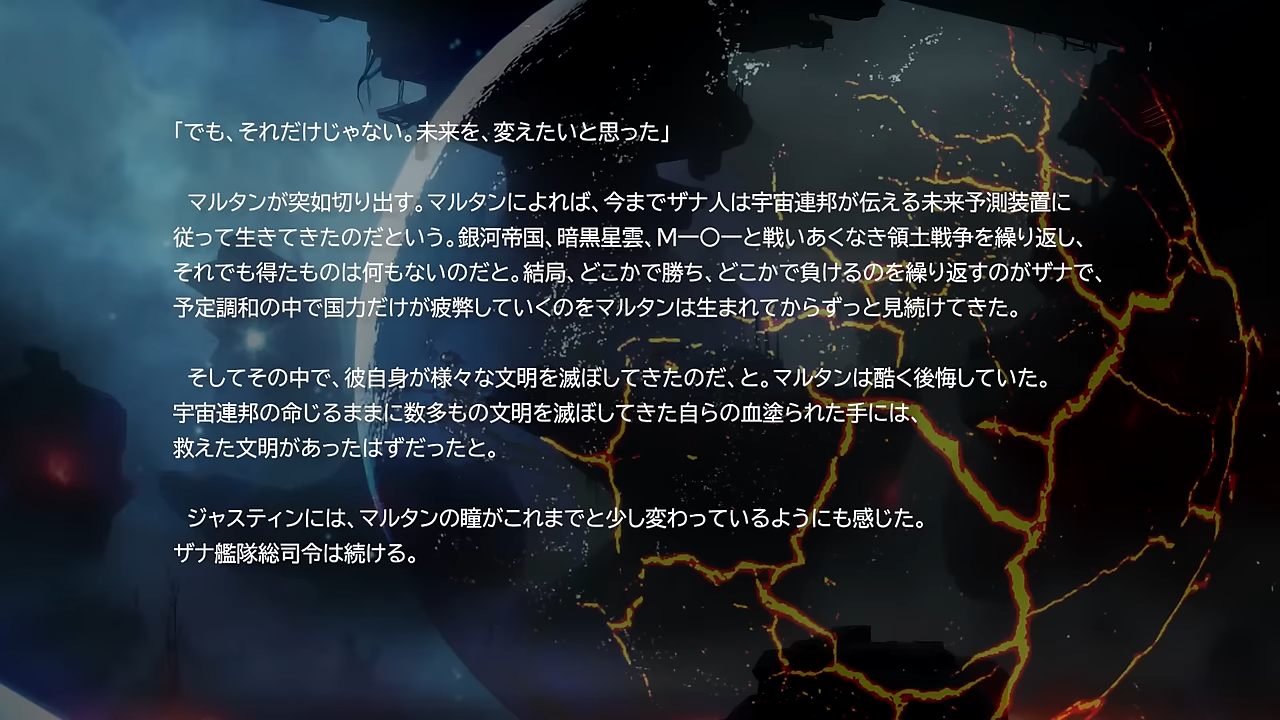 「でも、それだけじゃない。未来を、変えたいと思った」
マルタンが突如切り出す。マルタンによれば、今までザナ人は宇宙連邦が伝える未来予測装置に
従って生きてきたのだという。銀河帝国、暗黒星雲、M一〇一と戦いあくなき領土戦争を繰り返し、
それでも得たものは何もないのだと。結局、どこかで勝ち、どこかで負けるのを繰り返すのがザナで、
予定調和の中で国力だけが疲弊していくのをマルタンは生まれてからずっと見続けてきた。
そしてその中で、彼自身が様々な文明を滅ぼしてきたのだ、と。マルタンは酷く後悔していた。
宇宙連邦の命じるままに数多もの文明を滅ぼしてきた自らの血塗られた手には、
救えた文明があったはずだったと。
ジャスティンには、マルタンの瞳がこれまでと少し変わっているようにも感じた。
ザナ艦隊総司令は続ける。